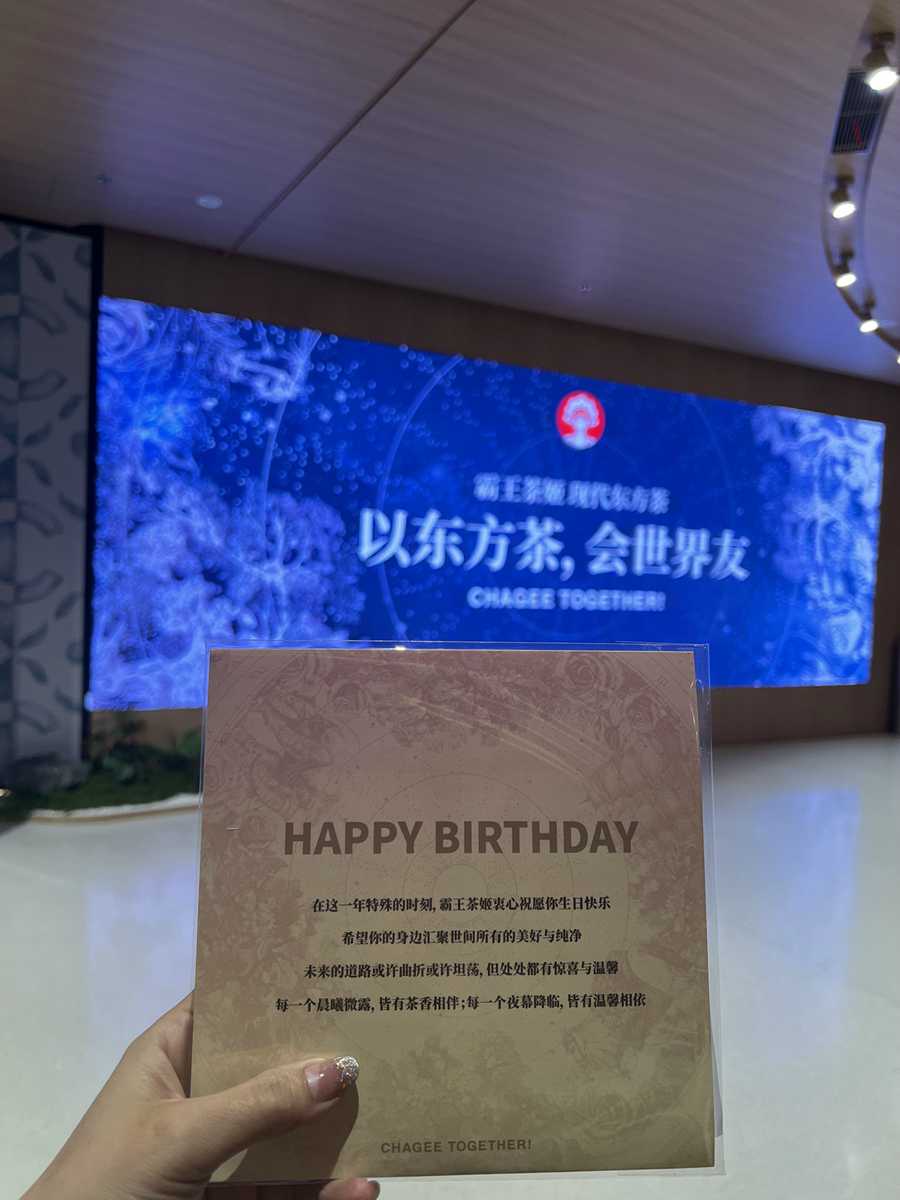 霸王茶姬 现代东方茶
以东方茶, 会世界友
CHAGEE TOGETHER!
HAPPY BIRTHDAY
在这一年特殊的时刻, 霸王茶姬衷心祝愿你生日快乐
希望你的身边汇聚世间所有的美好与纯净
未来的道路或许曲折或许坦荡, 但处处都有惊喜与温馨
每一个晨曦微露, 皆有茶香相伴; 每一个夜幕降临, 皆有温馨相依
CHAGEE TOGETHER!